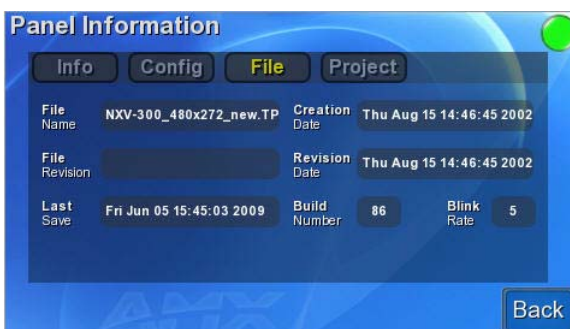 Panel Information
Info Config File Project
File Name NXV-300_480x272_new.TP Creation Date Thu Aug 15 14:46:45 2002
File Revision Revision Date Thu Aug 15 14:46:45 2002
Last Save Fri Jun 05 15:45:03 2009 Build Number 86 Blink Rate 5
AMX
Back